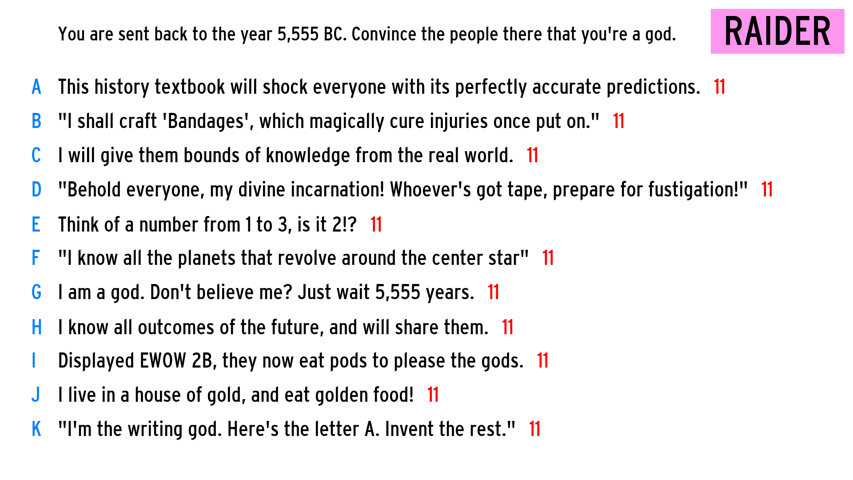 You are sent back to the year 5,555 BC. Convince the people there that you're a god.
RAIDER
A This history textbook will shock everyone with its perfectly accurate predictions. 11
B "I shall craft 'Bandages', which magically cure injuries once put on." 11
C I will give them bounds of knowledge from the real world. 11
D "Behold everyone, my divine incarnation! Whoever's got tape, prepare for fustigation!" 11
E Think of a number from 1 to 3, is it 2!? 11
F "I know all the planets that revolve around the center star" 11
G I am a god. Don't believe me? Just wait 5,555 years. 11
H I know all outcomes of the future, and will share them. 11
I Displayed EWOW 2B, they now eat pods to please the gods. 11
J I live in a house of gold, and eat golden food! 11
K "I'm the writing god. Here's the letter A. Invent the rest." 11